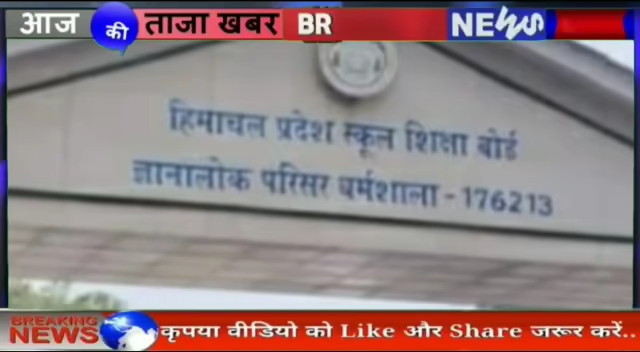 आज की ताजा खबर BR NEWS
हिमाचल प्रदेश स्कूल शिक्षा बोर्ड
ज्ञानालोक परिसर धर्मशाला - 176213
BREAKING
NEWS
कृपया वीडियो को Like और Share जरूर करें..